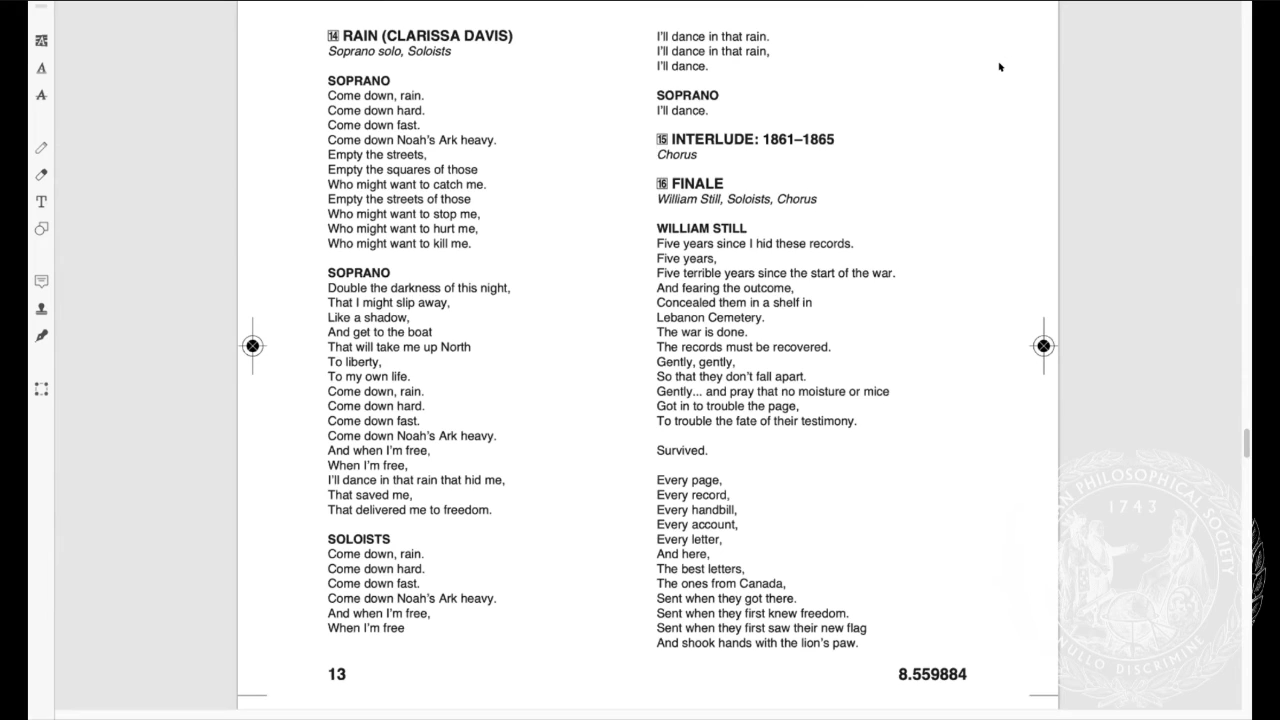 14 RAIN (CLARISSA DAVIS)
Soprano solo, Soloists
SOPRANO
Come down, rain.
Come down hard.
Come down fast.
Come down Noah's Ark heavy.
Empty the streets,
Empty the squares of those
Who might want to catch me.
Empty the streets of those
Who might want to stop me,
Who might want to hurt me,
Who might want to kill me.
SOPRANO
Double the darkness of this night,
That I might slip away,
Like a shadow,
And get to the boat
That will take me up North
To liberty,
To my own life.
Come down, rain.
Come down hard.
Come down fast.
Come down Noah's Ark heavy.
And when I'm free,
When I'm free,
I'll dance in that rain that hid me,
That saved me,
That delivered me to freedom.
SOLOISTS
Come down, rain.
Come down hard.
Come down fast.
Come down Noah's Ark heavy.
And when I'm free,
When I'm free
I'll dance in that rain.
I'll dance in that rain,
I'll dance.
SOPRANO
I'll dance.
15 INTERLUDE: 1861–1865
Chorus
16 FINALE
William Still, Soloists, Chorus
WILLIAM STILL
Five years since I hid these records.
Five years,
Five terrible years since the start of the war.
And fearing the outcome,
Concealed them in a shelf in
Lebanon Cemetery.
The war is done.
The records must be recovered.
Gently, gently,
So that they don't fall apart.
Gently... and pray that no moisture or mice
Got in to trouble the page,
To trouble the fate of their testimony.
Survived.
Every page,
Every record,
Every handbill,
Every account,
Every letter,
And here,
The best letters,
The ones from Canada,
Sent when they got there.
Sent when they first knew freedom.
Sent when they first saw their new flag
And shook hands with the lion's paw.
13
8.559884
T
PHILOSOPHICAL SOCIETY
1743
NULLO DISCRIMINE